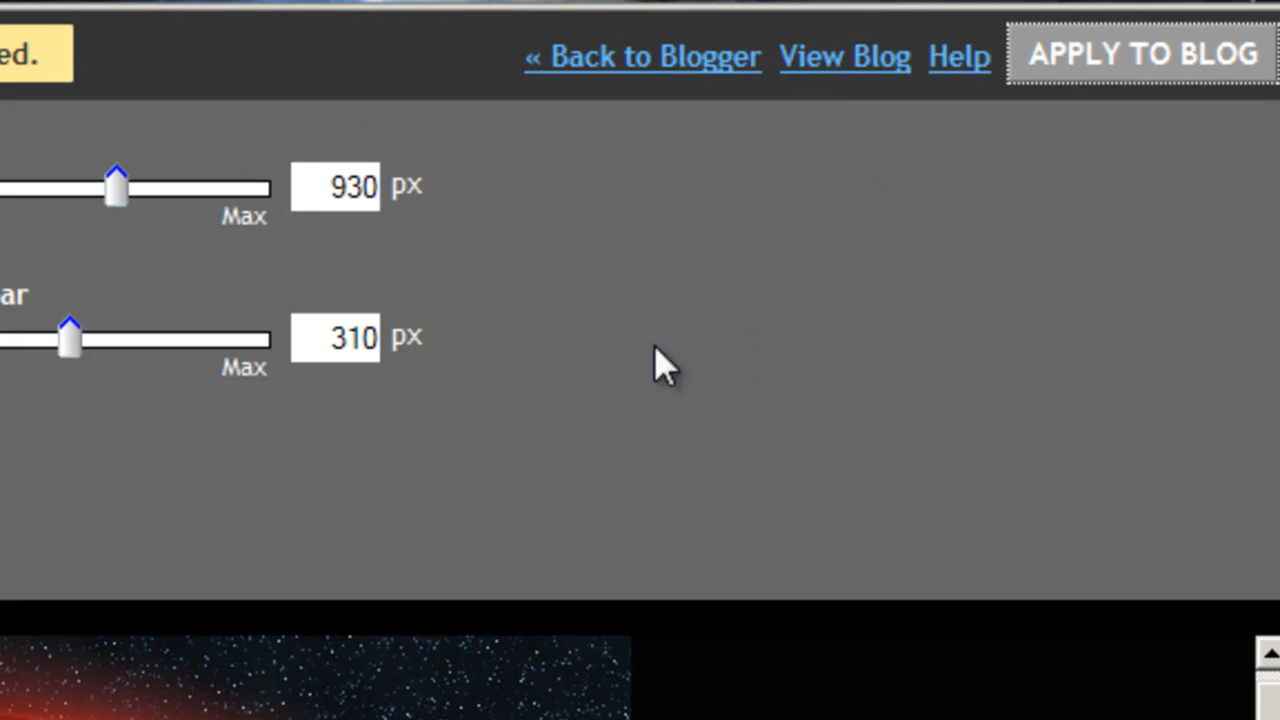 ed. « Back to Blogger View Blog Help APPLY TO BLOG
930 px
Max
ar
310 px
Max